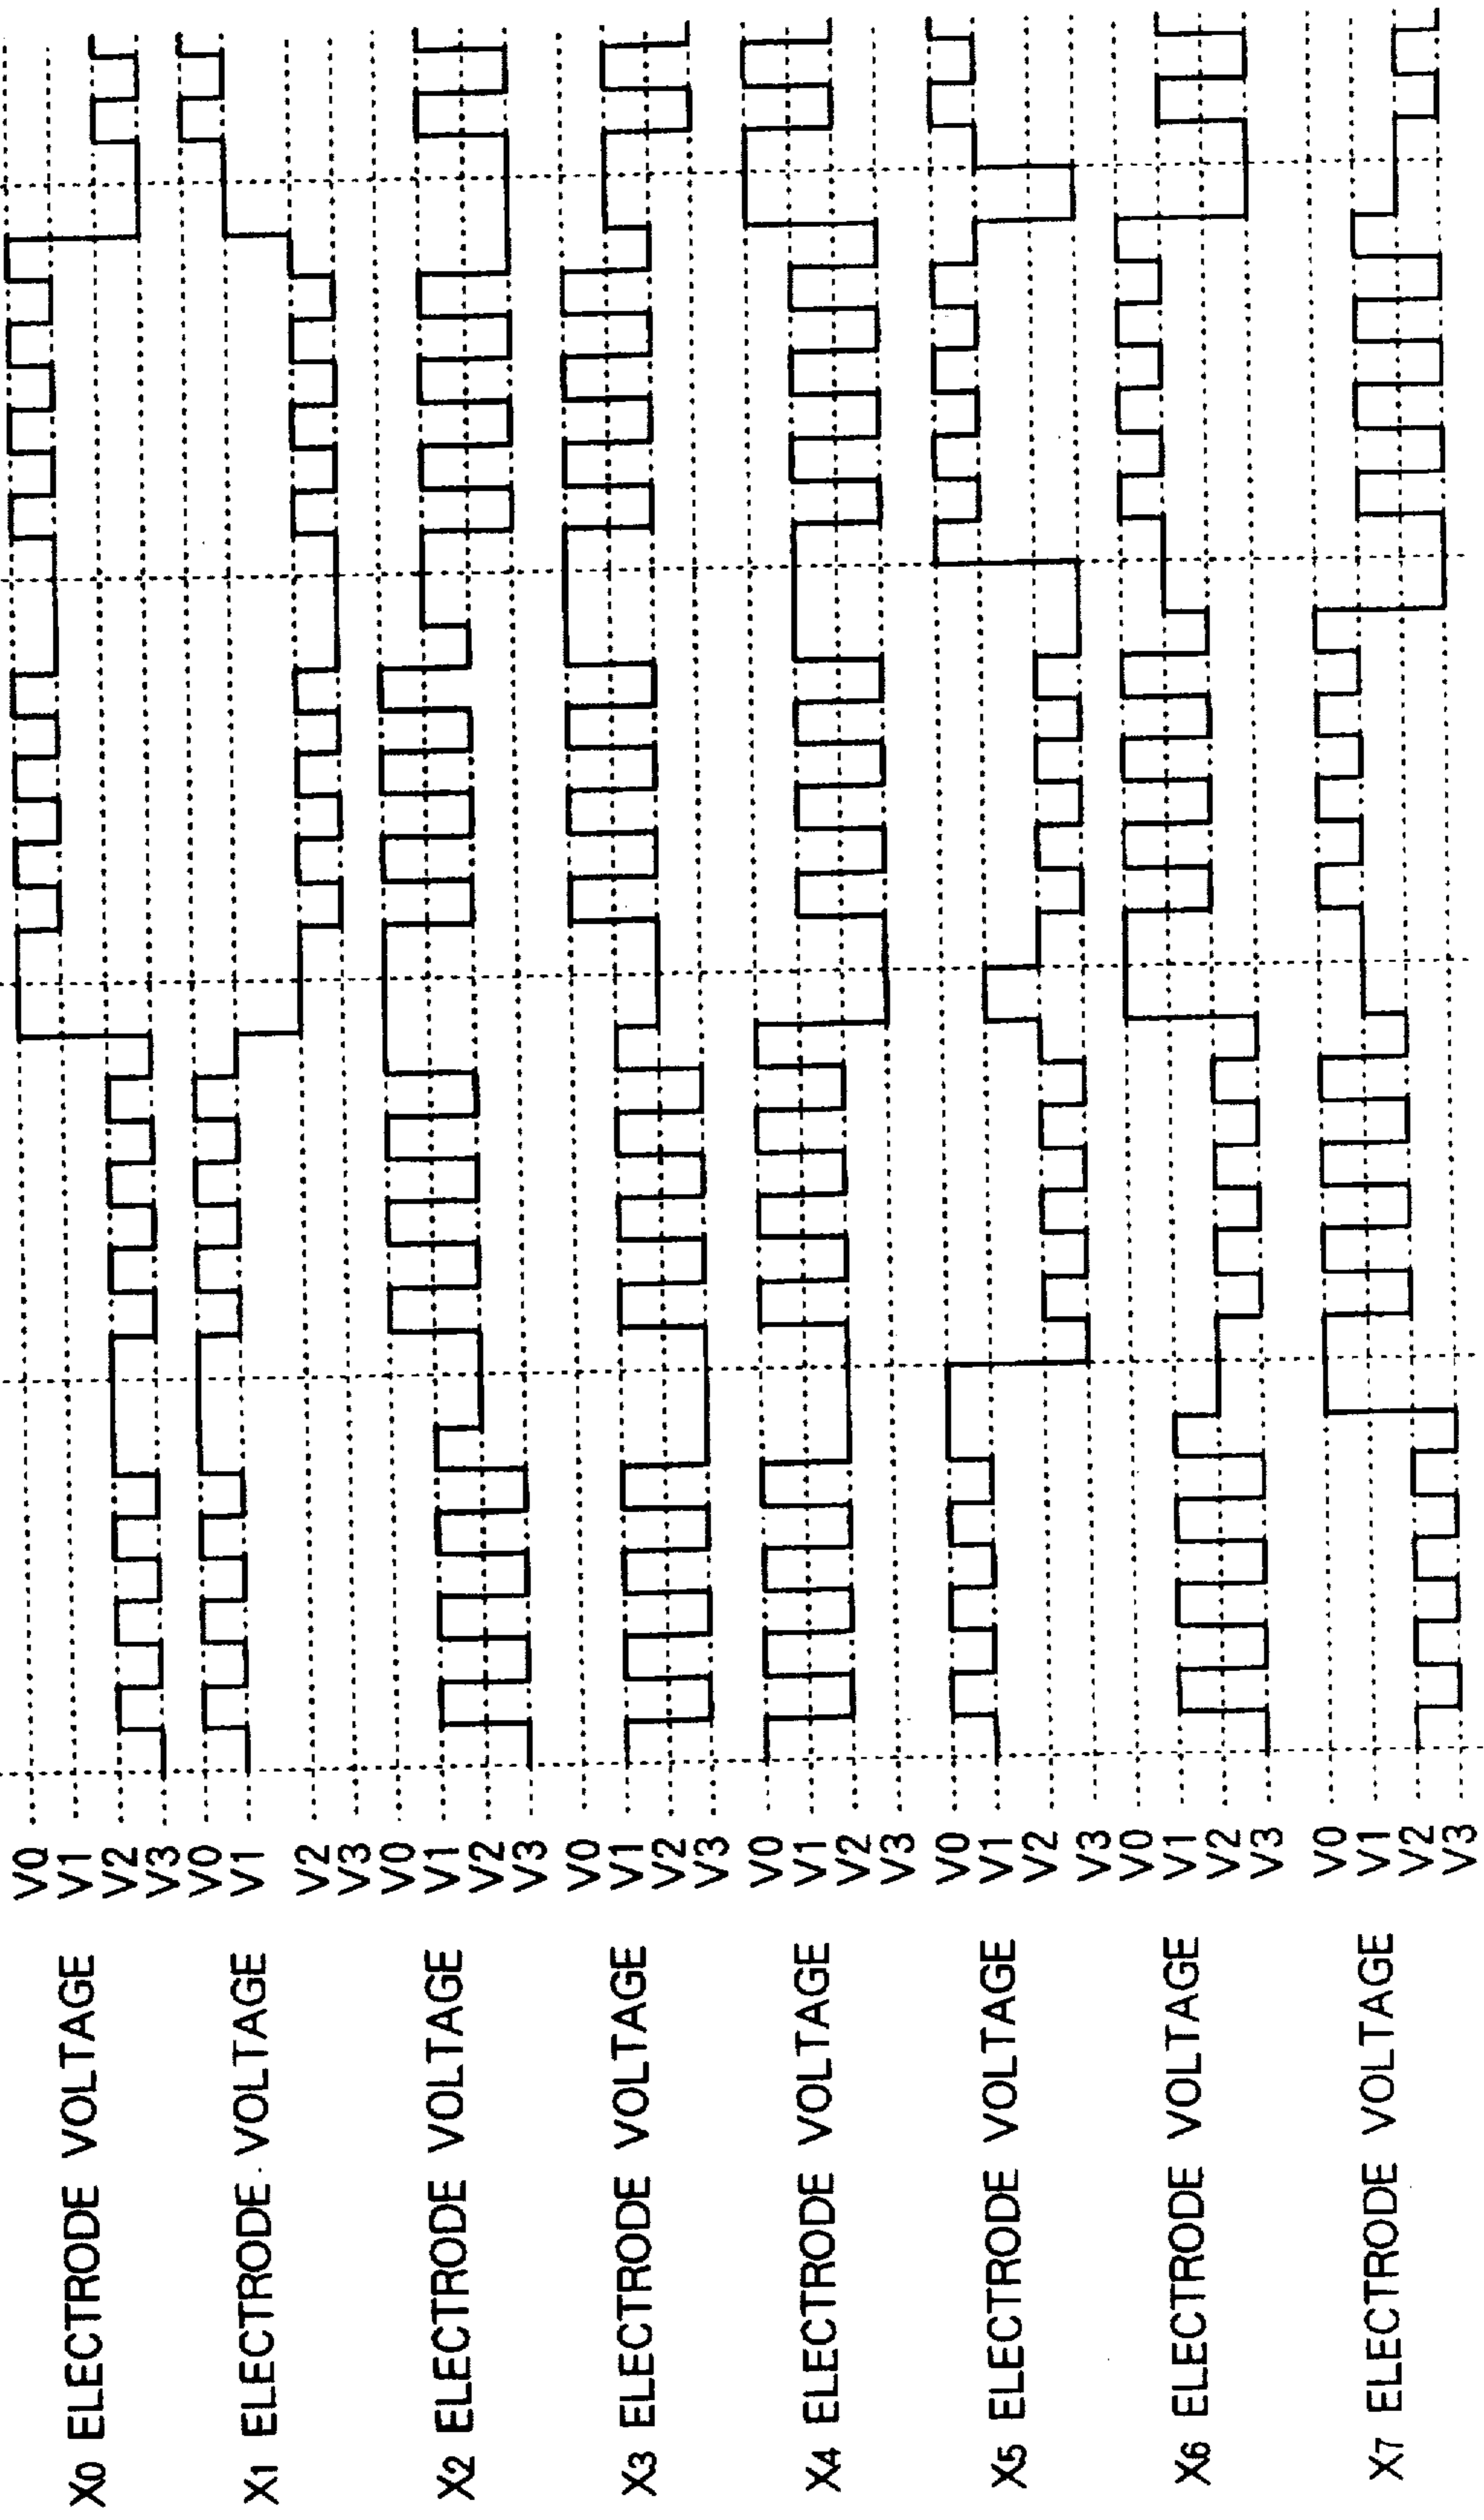 X0 ELECTRODE VOLTAGE
V0
V1
V2
V3
X1 ELECTRODE VOLTAGE
V0
V1
V2
V3
X2 ELECTRODE VOLTAGE
V0
V1
V2
V3
X3 ELECTRODE VOLTAGE
V0
V1
V2
V3
X4 ELECTRODE VOLTAGE
V0
V1
V2
V3
X5 ELECTRODE VOLTAGE
V0
V1
V2
V3
X6 ELECTRODE VOLTAGE
V0
V1
V2
V3
X7 ELECTRODE VOLTAGE
V0
V1
V2
V3